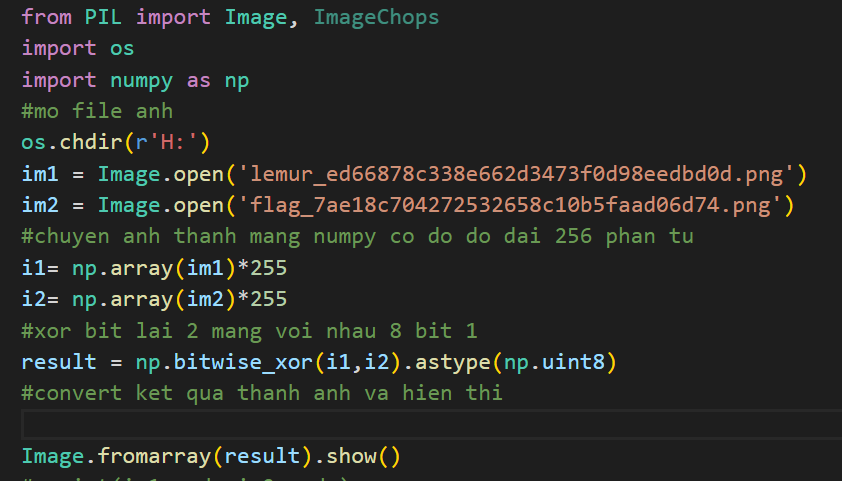 from PIL import Image, ImageChops
import os
import numpy as np
#mo file anh
os.chdir(r'H:')
im1 = Image.open('lemur_ed66878c338e662d3473f0d98eedbd0d.png')
im2 = Image.open('flag_7ae18c704272532658c10b5faad06d74.png')
#chuyen anh thanh mang numpy co do do dai 256 phan tu
i1= np.array(im1)*255
i2= np.array(im2)*255
#xor bit lai 2 mang voi nhau 8 bit 1
result = np.bitwise_xor(i1,i2).astype(np.uint8)
#convert ket qua thanh anh va hien thi
Image.fromarray(result).show()